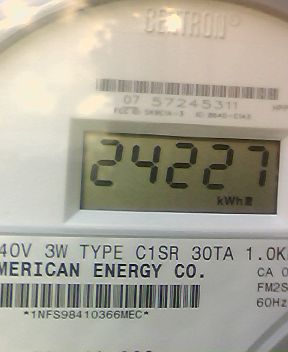 CENTRON®
07 57245311
24227
kWh
40V 3W TYPE C1SR 30TA 1.0K
MERICAN ENERGY CO.
CA 0
FM2S
60Hz
*1NFS98410366MEC*